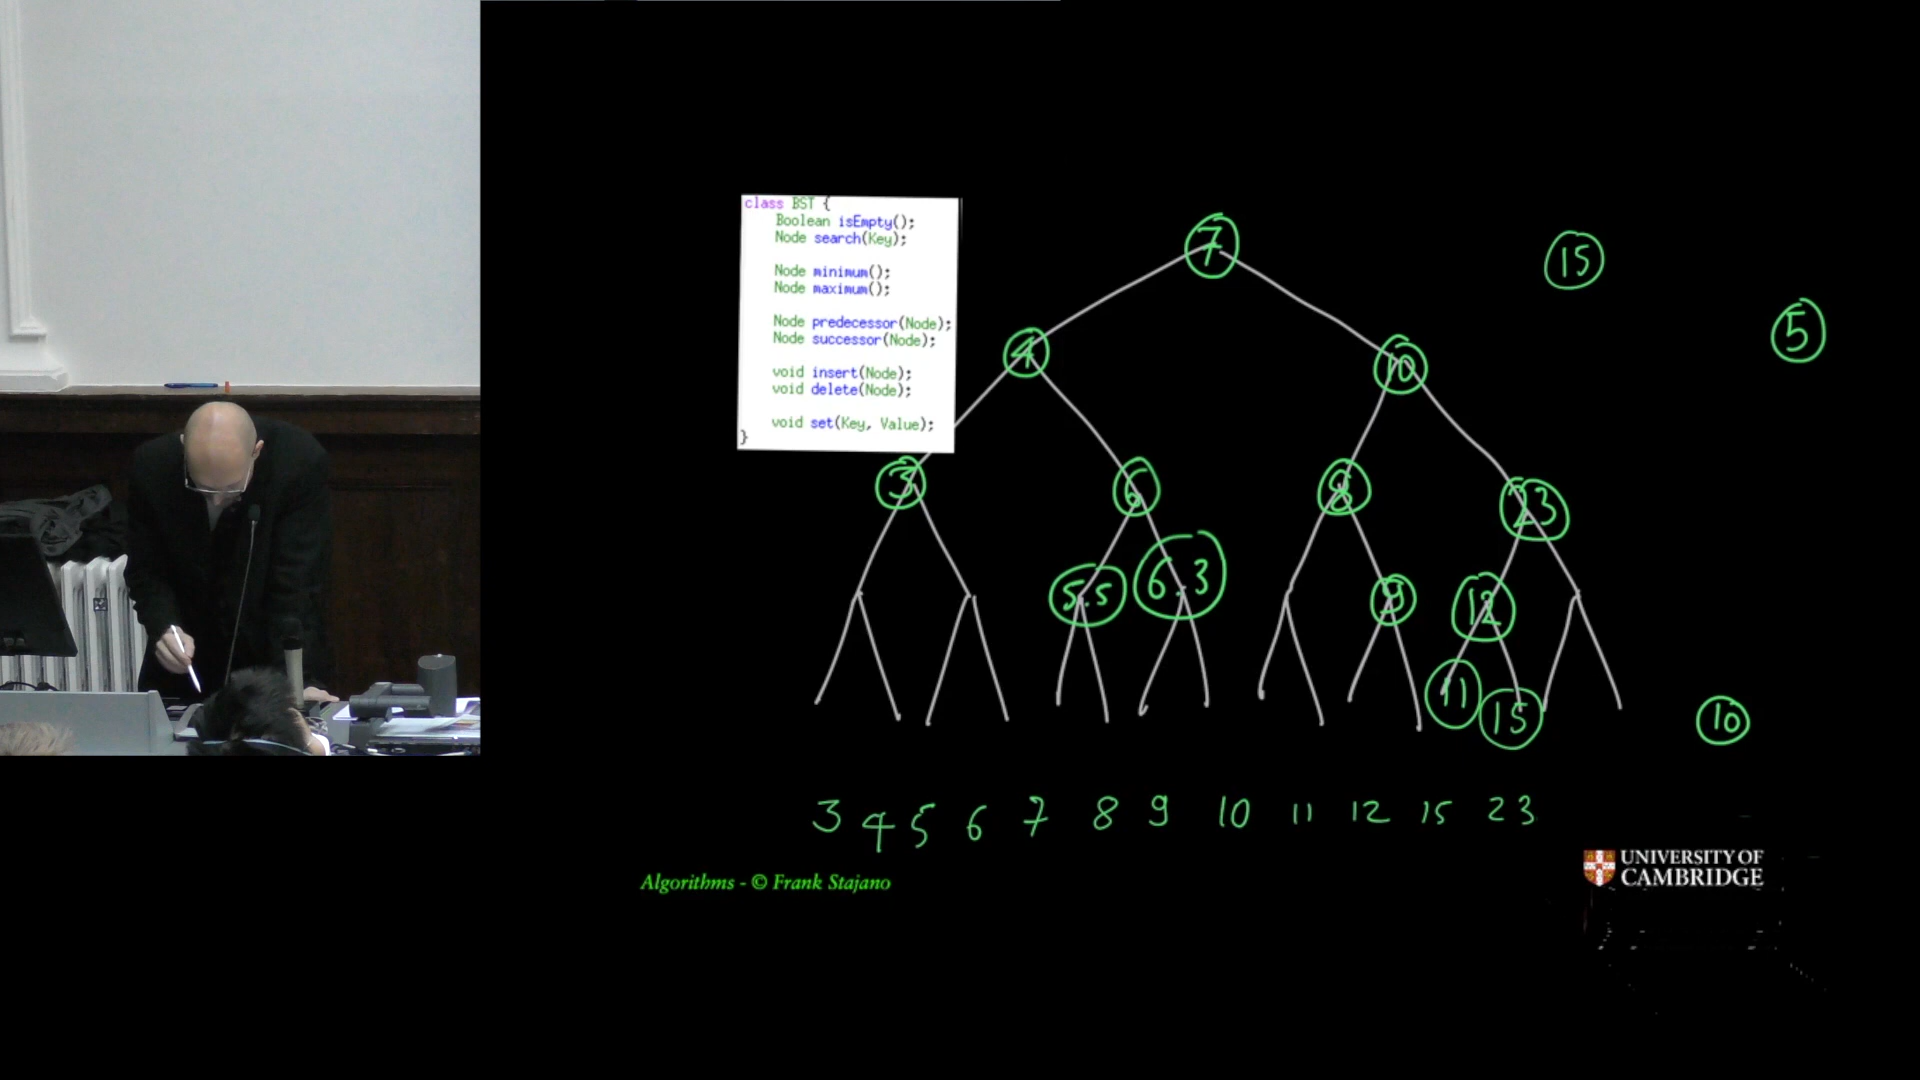 class BST {
Boolean isEmpty();
Node search(Key);
Node minimum();
Node maximum();
Node predecessor(Node);
Node successor(Node);
void insert(Node);
void delete(Node);
void set(Key, Value);
}
7
15
5
4
10
3
6
8
23
5.5
6.3
9
12
11
15
10
3 4 5 6 7 8 9 10 11 12 15 23
Algorithms - © Frank Stajano
UNIVERSITY OF
CAMBRIDGE